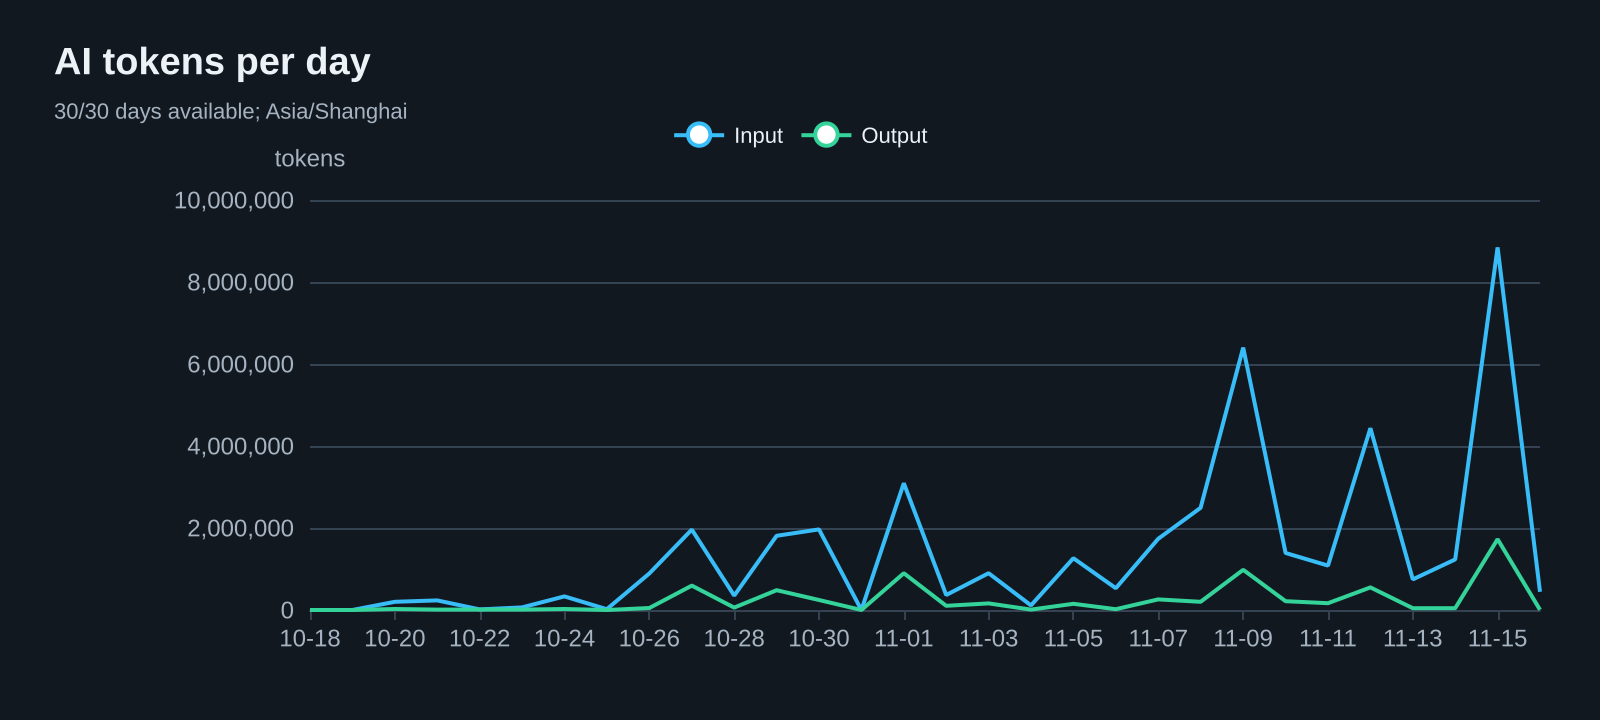 AI tokens per day
30/30 days available; Asia/Shanghai
Input Output
tokens
10,000,000
8,000,000
6,000,000
4,000,000
2,000,000
0
10-18 10-20 10-22 10-24 10-26 10-28 10-30 11-01 11-03 11-05 11-07 11-09 11-11 11-13 11-15